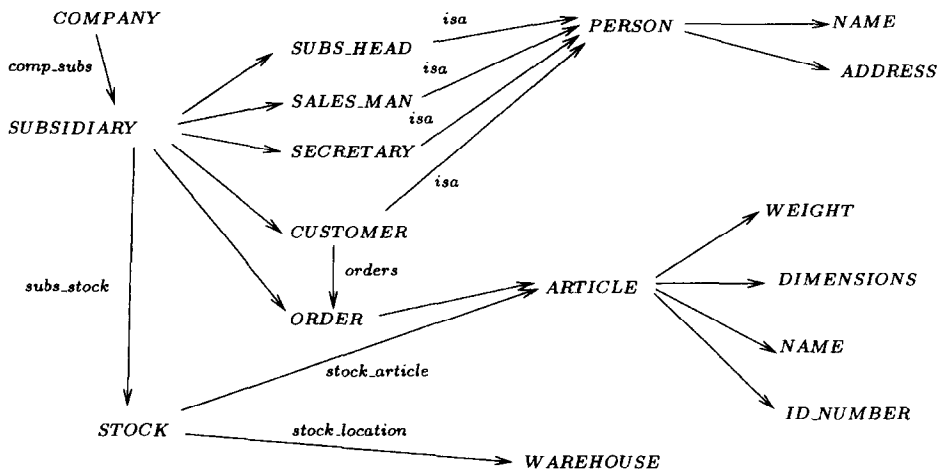 COMPANY
isa
PERSON
NAME
SUBS_HEAD
comp_subs
isa
ADDRESS
SALES_MAN
isa
SUBSIDIARY
SECRETARY
isa
WEIGHT
CUSTOMER
orders
subs_stock
ARTICLE
DIMENSIONS
ORDER
NAME
stock_article
ID_NUMBER
STOCK
stock_location
WAREHOUSE